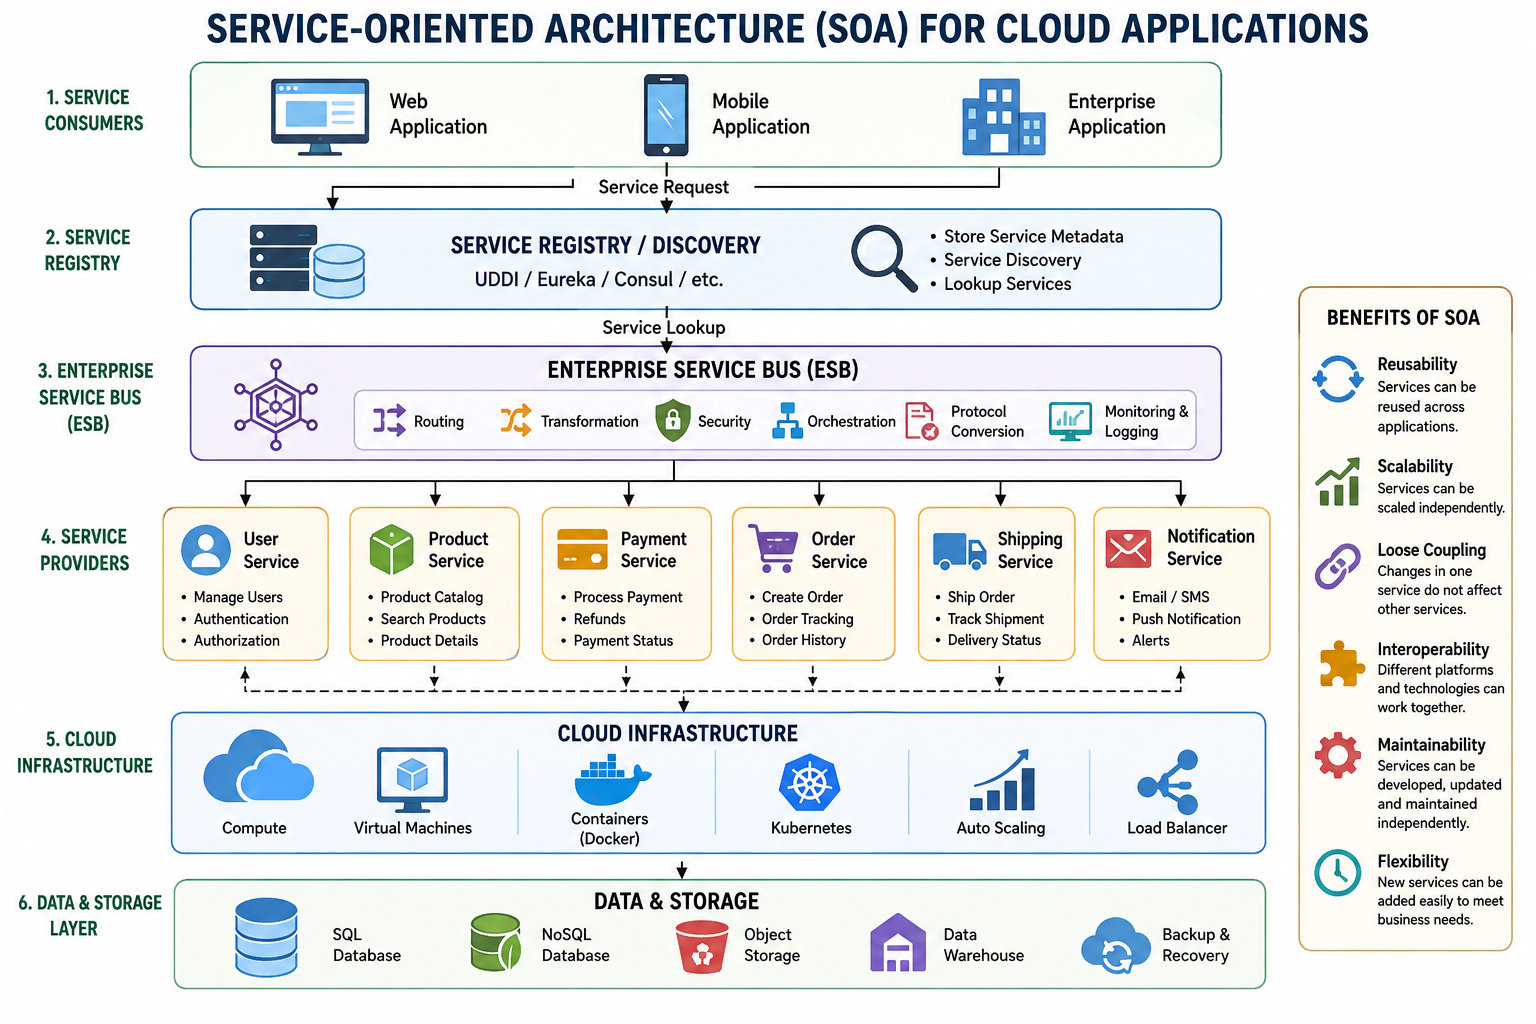 SERVICE-ORIENTED ARCHITECTURE (SOA) FOR CLOUD APPLICATIONS
1. SERVICE
CONSUMERS
Web
Application
Mobile
Application
Enterprise
Application
Service Request
2. SERVICE
REGISTRY
SERVICE REGISTRY / DISCOVERY
UDDI / Eureka / Consul / etc.
• Store Service Metadata
• Service Discovery
• Lookup Services
Service Lookup
3. ENTERPRISE
SERVICE BUS
(ESB)
ENTERPRISE SERVICE BUS (ESB)
Routing
Transformation
Security
Orchestration
Protocol
Conversion
Monitoring &
Logging
4. SERVICE
PROVIDERS
User
Service
• Manage Users
• Authentication
• Authorization
Product
Service
• Product Catalog
• Search Products
• Product Details
Payment
Service
• Process Payment
• Refunds
• Payment Status
Order
Service
• Create Order
• Order Tracking
• Order History
Shipping
Service
• Ship Order
• Track Shipment
• Delivery Status
Notification
Service
• Email / SMS
• Push Notification
• Alerts
5. CLOUD
INFRASTRUCTURE
CLOUD INFRASTRUCTURE
Compute
Virtual Machines
Containers
(Docker)
Kubernetes
Auto Scaling
Load Balancer
6. DATA & STORAGE
LAYER
DATA & STORAGE
SQL
Database
NoSQL
Database
Object
Storage
Data
Warehouse
Backup &
Recovery
BENEFITS OF SOA
Reusability
Services can be
reused across
applications.
Scalability
Services can be
scaled independently.
Loose Coupling
Changes in one
service do not affect
other services.
Interoperability
Different platforms
and technologies can
work together.
Maintainability
Services can be
developed, updated
and maintained
independently.
Flexibility
New services can be
added easily to meet
business needs.